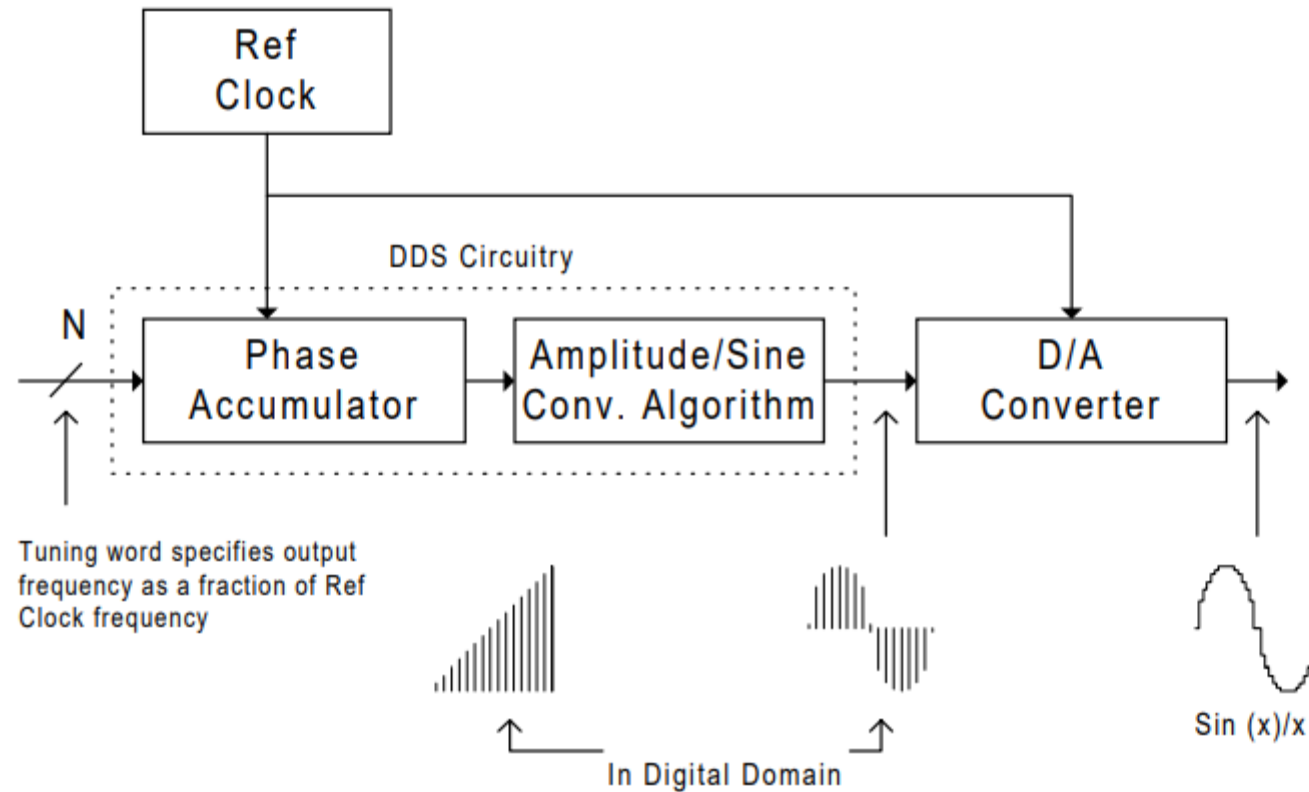 Ref
Clock
DDS Circuitry
N
Phase
Accumulator
Amplitude/Sine
Conv. Algorithm
D/A
Converter
Tuning word specifies output
frequency as a fraction of Ref
Clock frequency
Sin (x)/x
In Digital Domain